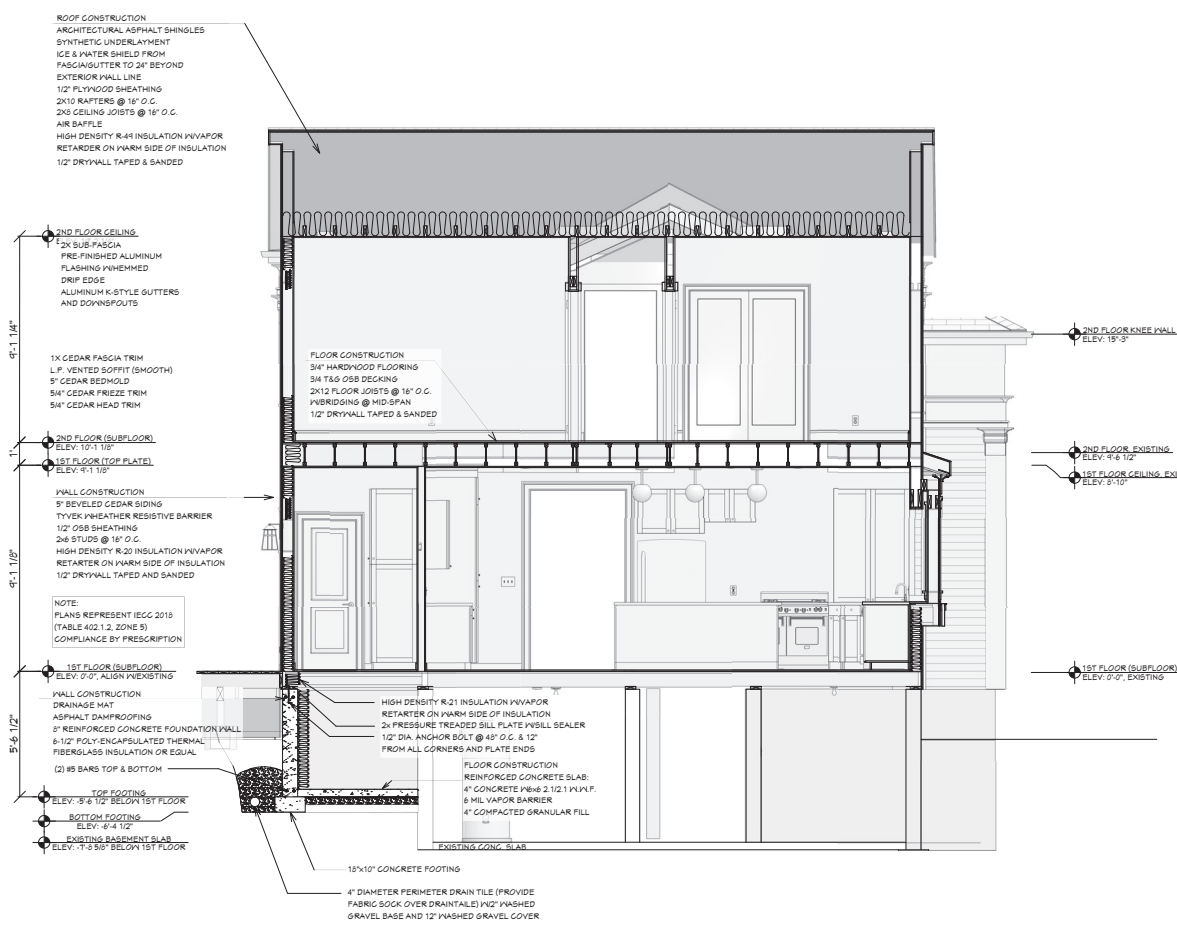 ROOF CONSTRUCTION
ARCHITECTURAL ASPHALT SHINGLES
SYNTHETIC UNDERLAYMENT
ICE & WATER SHIELD FROM
FASCIA/GUTTER TO 24" BEYOND
EXTERIOR WALL LINE
1/2" PLYWOOD SHEATHING
2X10 RAFTERS @ 16" O.C.
2X8 CEILING JOISTS @ 16" O.C.
AIR BAFFLE
HIGH DENSITY R-49 INSULATION W/VAPOR
RETARDER ON WARM SIDE OF INSULATION
1/2" DRYWALL TAPED & SANDED
2ND FLOOR CEILING
2X SUB-FASCIA
PRE-FINISHED ALUMINUM
FLASHING W/HEMMED
DRIP EDGE
ALUMINUM K-STYLE GUTTERS
AND DOWNSPOUTS
9'-1 1/4"
1X CEDAR FASCIA TRIM
L.P. VENTED SOFFIT (SMOOTH)
5" CEDAR BEDMOLD
5/4" CEDAR FRIEZE TRIM
5/4" CEDAR HEAD TRIM
FLOOR CONSTRUCTION
3/4" HARDWOOD FLOORING
3/4 T&G OSB DECKING
2X12 FLOOR JOISTS @ 16" O.C.
W/BRIDGING @ MID-SPAN
1/2" DRYWALL TAPED & SANDED
2ND FLOOR KNEE WALL
ELEV: 15'-3"
2ND FLOOR (SUBFLOOR)
ELEV: 10'-1 1/8"
1'
1ST FLOOR (TOP PLATE)
ELEV: 9'-1 1/8"
2ND FLOOR, EXISTING
ELEV: 9'-6 1/2"
1ST FLOOR CEILING, EXI
ELEV: 8'-10"
WALL CONSTRUCTION
5" BEVELED CEDAR SIDING
TYVEK WHEATHER RESISTIVE BARRIER
1/2" OSB SHEATHING
2x6 STUDS @ 16" O.C.
HIGH DENSITY R-20 INSULATION W/VAPOR
RETARTER ON WARM SIDE OF INSULATION
1/2" DRYWALL TAPED AND SANDED
9'-1 1/8"
NOTE:
PLANS REPRESENT IECC 2018
(TABLE 402.1.2, ZONE 5)
COMPLIANCE BY PRESCRIPTION
1ST FLOOR (SUBFLOOR)
ELEV: 0'-0", ALIGN W/EXISTING
1ST FLOOR (SUBFLOOR)
ELEV: 0'-0", EXISTING
WALL CONSTRUCTION
DRAINAGE MAT
ASPHALT DAMPROOFING
8" REINFORCED CONCRETE FOUNDATION WALL
6-1/2" POLY-ENCAPSULATED THERMAL
FIBERGLASS INSULATION OR EQUAL
(2) #5 BARS TOP & BOTTOM
5'-6 1/2"
HIGH DENSITY R-21 INSULATION W/VAPOR
RETARTER ON WARM SIDE OF INSULATION
2x PRESSURE TREADED SILL PLATE W/SILL SEALER
1/2" DIA. ANCHOR BOLT @ 48" O.C. & 12"
FROM ALL CORNERS AND PLATE ENDS
FLOOR CONSTRUCTION
REINFORCED CONCRETE SLAB:
4" CONCRETE W6x6 2.1/2.1 W.W.F.
6 MIL VAPOR BARRIER
4" COMPACTED GRANULAR FILL
TOP FOOTING
ELEV: -5'-6 1/2" BELOW 1ST FLOOR
BOTTOM FOOTING
ELEV: -6'-4 1/2"
EXISTING BASEMENT SLAB
ELEV: -7'-8 5/8" BELOW 1ST FLOOR
EXISTING CONC. SLAB
18"x10" CONCRETE FOOTING
4" DIAMETER PERIMETER DRAIN TILE (PROVIDE
FABRIC SOCK OVER DRAINTAILE) W/2" WASHED
GRAVEL BASE AND 12" WASHED GRAVEL COVER